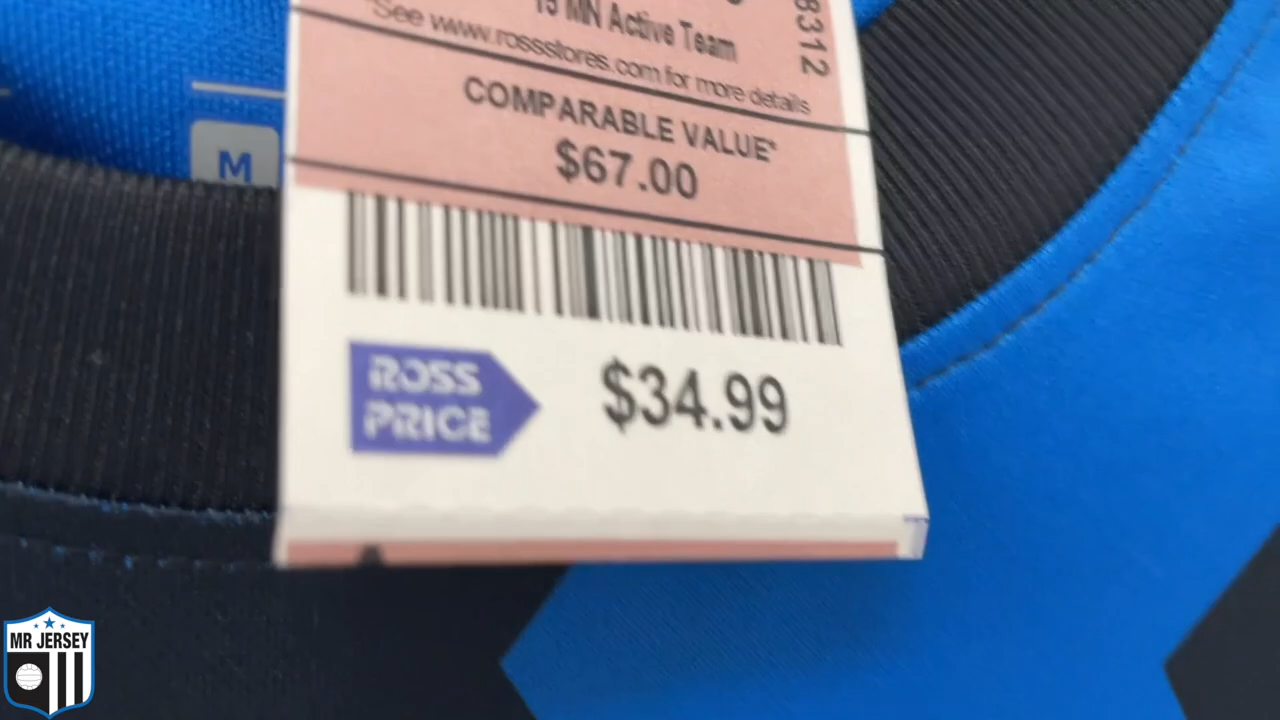 15 MN Active Team
8312
*See www.rossstores.com for more details
COMPARABLE VALUE*
$67.00
M
ROSS
PRICE
$34.99
MR JERSEY